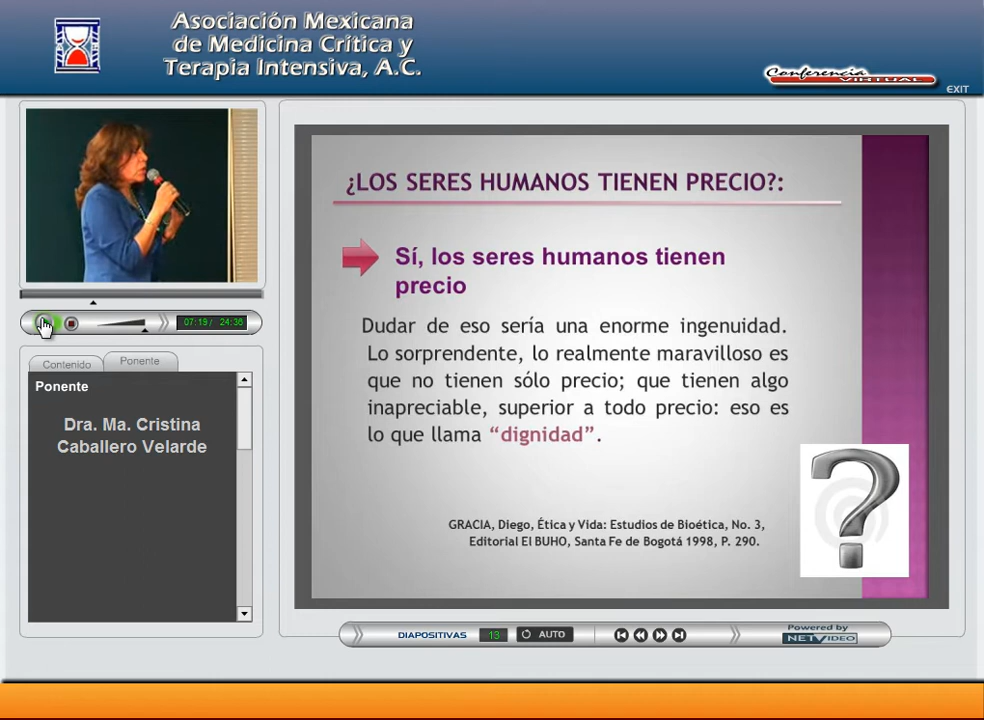 Asociación Mexicana
de Medicina Crítica y
Terapia Intensiva, A.C.
Conferencia
VIRTUAL
EXIT
07:19 / 24:36
Contenido
Ponente
Ponente
Dra. Ma. Cristina
Caballero Velarde
¿LOS SERES HUMANOS TIENEN PRECIO?:
Sí, los seres humanos tienen
precio
Dudar de eso sería una enorme ingenuidad.
Lo sorprendente, lo realmente maravilloso es
que no tienen sólo precio; que tienen algo
inapreciable, superior a todo precio: eso es
lo que llama “dignidad”.
GRACIA, Diego, Ética y Vida: Estudios de Bioética, No. 3,
Editorial El BUHO, Santa Fe de Bogotá 1998, P. 290.
?
DIAPOSITIVAS
13
AUTO
Powered by
NETVIDEO